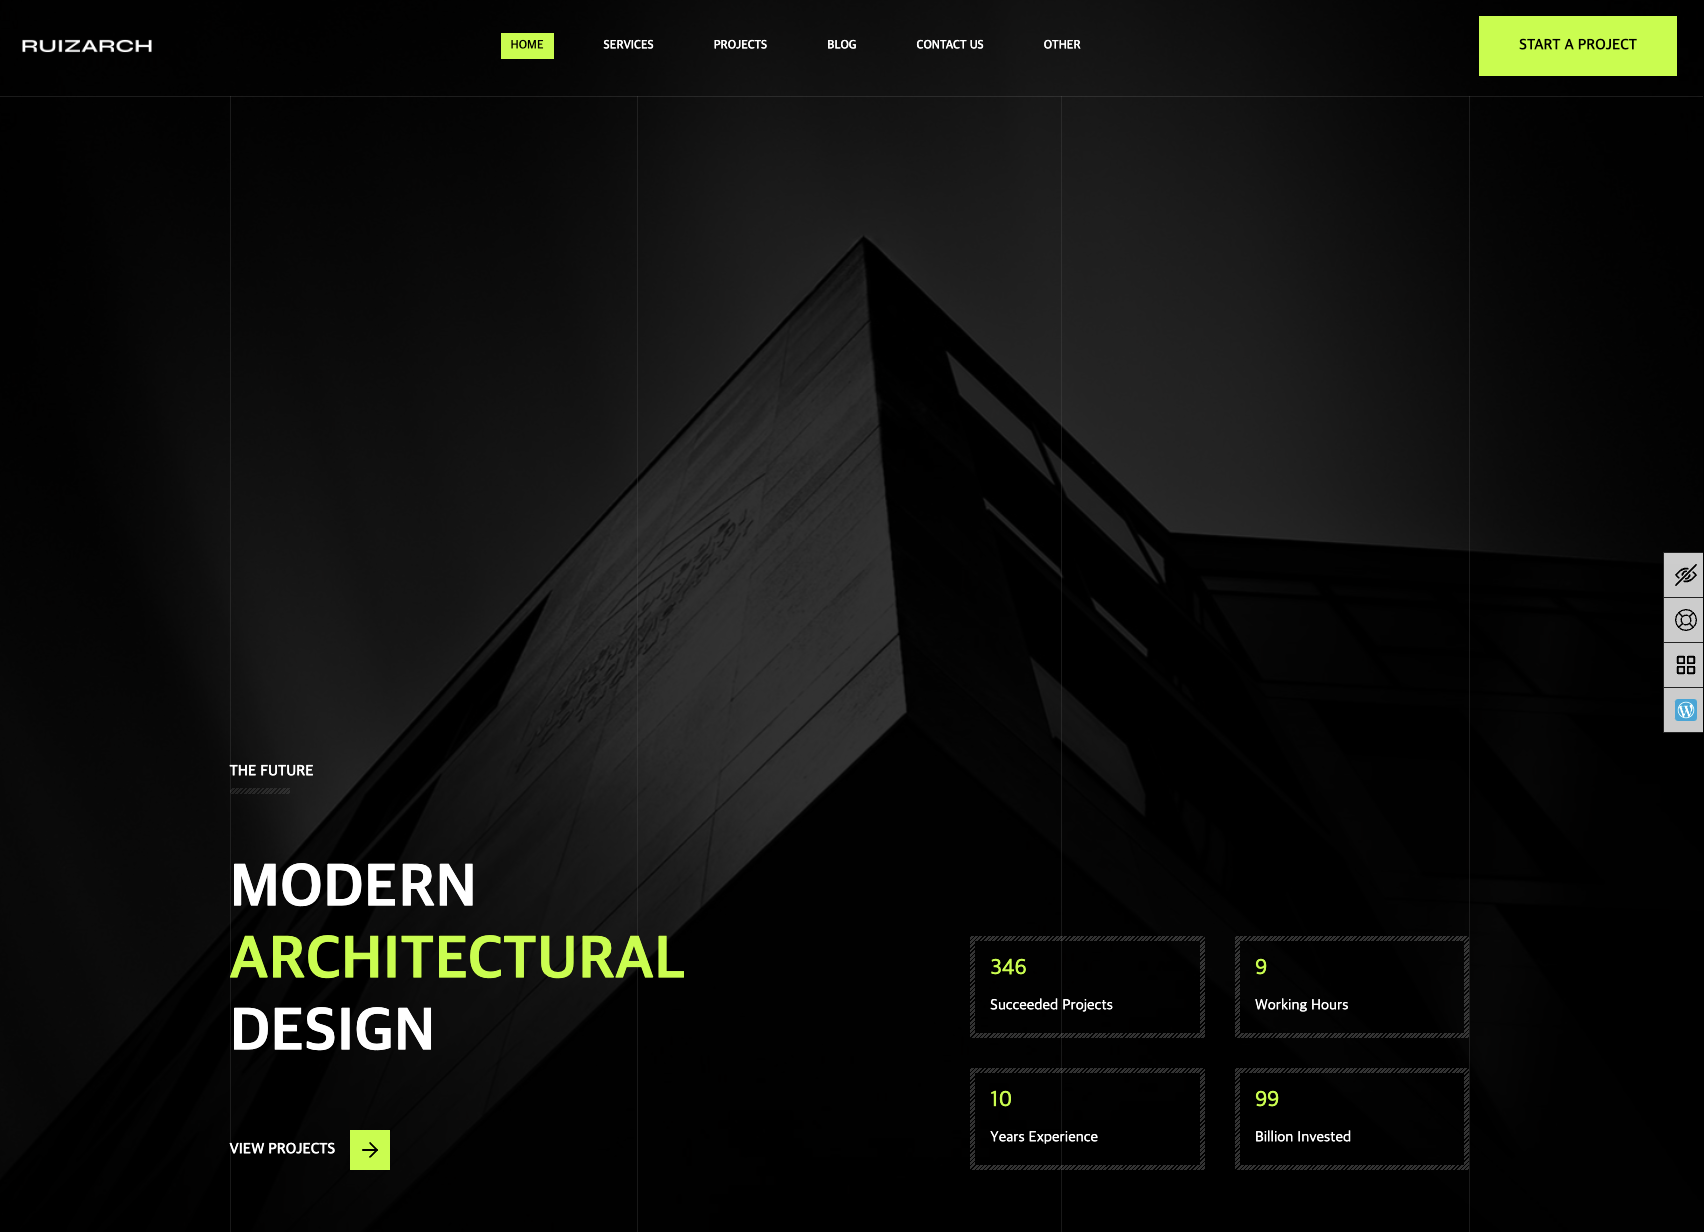 RUIZARCH
HOME
SERVICES
PROJECTS
BLOG
CONTACT US
OTHER
START A PROJECT
THE FUTURE
MODERN
ARCHITECTURAL
DESIGN
VIEW PROJECTS
346
Succeeded Projects
9
Working Hours
10
Years Experience
99
Billion Invested